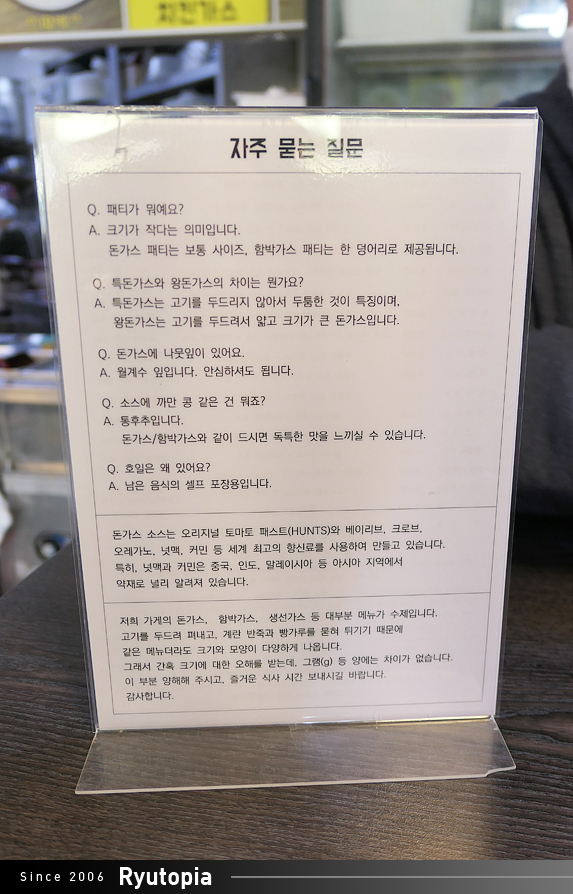 치킨가스
자주 묻는 질문
Q. 패티가 뭐예요?
A. 크기가 작다는 의미입니다.
돈가스 패티는 보통 사이즈, 함박가스 패티는 한 덩어리로 제공됩니다.
Q. 특돈가스와 왕돈가스의 차이는 뭔가요?
A. 특돈가스는 고기를 두드리지 않아서 두툼한 것이 특징이며,
왕돈가스는 고기를 두드려서 얇고 크기가 큰 돈가스입니다.
Q. 돈가스에 나뭇잎이 있어요.
A. 월계수 잎입니다. 안심하셔도 됩니다.
Q. 소스에 까만 콩 같은 건 뭐죠?
A. 통후추입니다.
돈가스/함박가스와 같이 드시면 독특한 맛을 느끼실 수 있습니다.
Q. 호일은 왜 있어요?
A. 남은 음식의 셀프 포장용입니다.
돈가스 소스는 오리지널 토마토 패스트(HUNTS)와 베이리브, 크로브,
오레가노, 넛맥, 커민 등 세계 최고의 향신료를 사용하여 만들고 있습니다.
특히, 넛맥과 커민은 중국, 인도, 말레이시아 등 아시아 지역에서
약재로 널리 알려져 있습니다.
저희 가게의 돈가스, 함박가스, 생선가스 등 대부분 메뉴가 수제입니다.
고기를 두드려 펴내고, 계란 반죽과 빵가루를 묻혀 튀기기 때문에
같은 메뉴더라도 크기와 모양이 다양하게 나옵니다.
그래서 간혹 크기에 대한 오해를 받는데, 그램(g) 등 양에는 차이가 없습니다.
이 부분 양해해 주시고, 즐거운 식사 시간 보내시길 바랍니다.
감사합니다.
Since 2006 Ryutopia